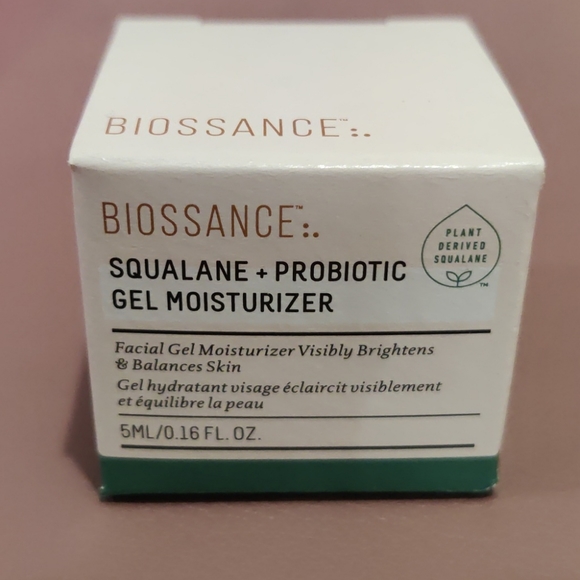 BIOSSANCE™
BIOSSANCE™
PLANT
DERIVED
SQUALANE
™
SQUALANE + PROBIOTIC
GEL MOISTURIZER
Facial Gel Moisturizer Visibly Brightens
& Balances Skin
Gel hydratant visage éclaircit visiblement
et équilibre la peau
5ML/0.16 FL. OZ.